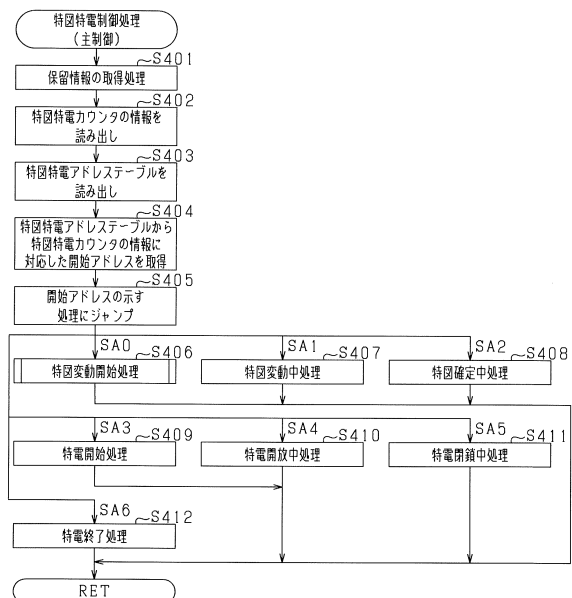 特図特電制御処理
(主制御)
S401
保留情報の取得処理
S402
特図特電カウンタの情報を
読み出し
S403
特図特電アドレステーブルを
読み出し
S404
特図特電アドレステーブルから
特図特電カウンタの情報に
対応した開始アドレスを取得
S405
開始アドレスの示す
処理にジャンプ
SA0
S406
特図変動開始処理
SA1
S407
特図変動中処理
SA2
S408
特図確定中処理
SA3
S409
特電開始処理
SA4
S410
特電開放中処理
SA5
S411
特電閉鎖中処理
SA6
S412
特電終了処理
RET